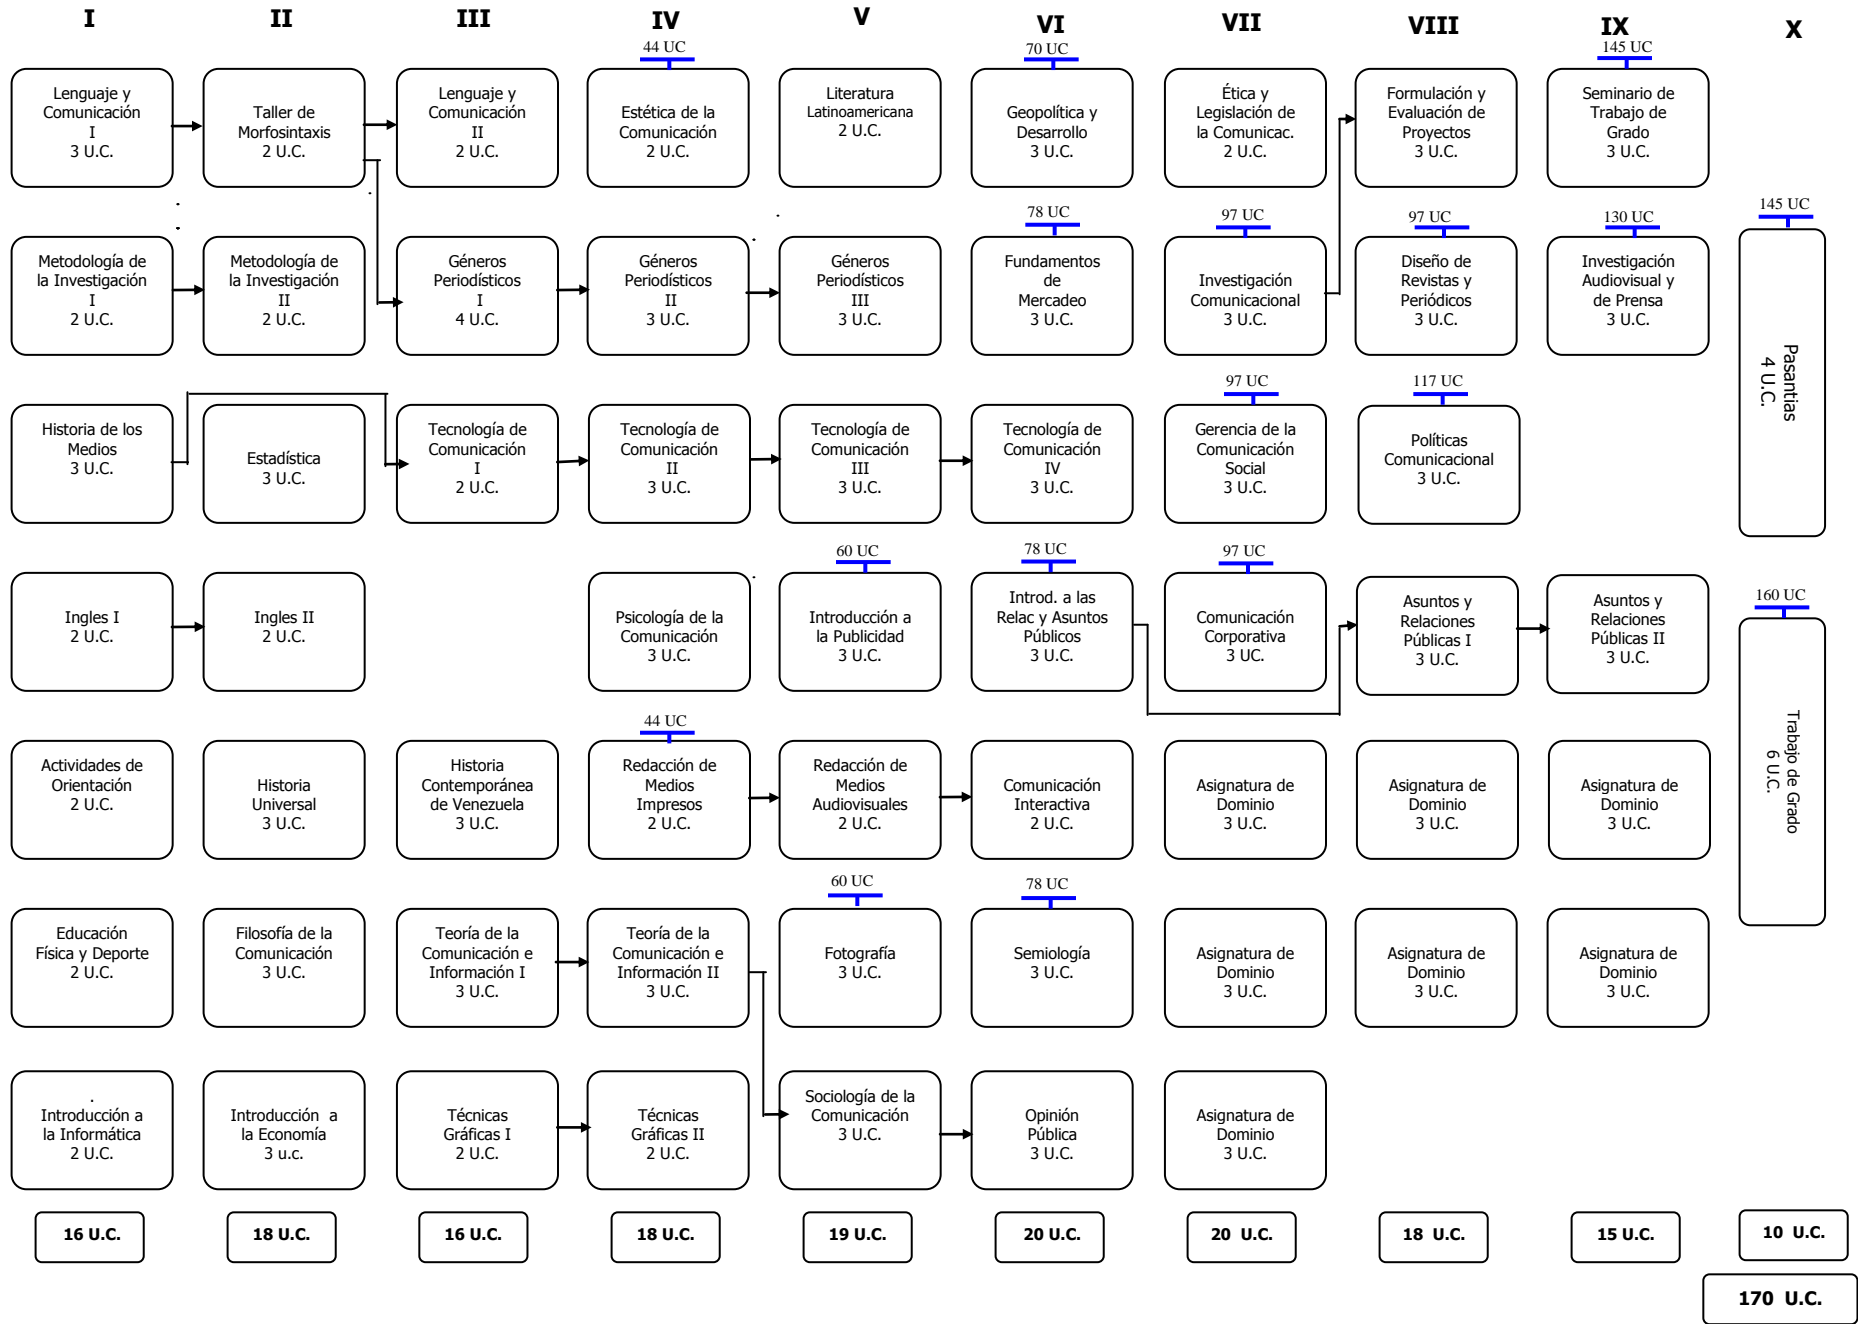 I
II
III
IV
V
VI
VII
VIII
IX
X
44 UC
70 UC
145 UC
Lenguaje y
Comunicación
I
3 U.C.
Taller de
Morfosintaxis
2 U.C.
Lenguaje y
Comunicación
II
2 U.C.
Estética de la
Comunicación
2 U.C.
Literatura
Latinoamericana
2 U.C.
Geopolítica y
Desarrollo
3 U.C.
Ética y
Legislación de
la Comunicac.
2 U.C.
Formulación y
Evaluación de
Proyectos
3 U.C.
Seminario de
Trabajo de
Grado
3 U.C.
78 UC
97 UC
97 UC
130 UC
145 UC
Metodología de
la Investigación
I
2 U.C.
Metodología de
la Investigación
II
2 U.C.
Géneros
Periodísticos
I
4 U.C.
Géneros
Periodísticos
II
3 U.C.
Géneros
Periodísticos
III
3 U.C.
Fundamentos
de
Mercadeo
3 U.C.
Investigación
Comunicacional
3 U.C.
Diseño de
Revistas y
Periódicos
3 U.C.
Investigación
Audiovisual y
de Prensa
3 U.C.
Pasantias
4 U.C.
97 UC
117 UC
Historia de los
Medios
3 U.C.
Estadística
3 U.C.
Tecnología de
Comunicación
I
2 U.C.
Tecnología de
Comunicación
II
3 U.C.
Tecnología de
Comunicación
III
3 U.C.
Tecnología de
Comunicación
IV
3 U.C.
Gerencia de la
Comunicación
Social
3 U.C.
Políticas
Comunicacional
3 U.C.
60 UC
78 UC
97 UC
160 UC
Ingles I
2 U.C.
Ingles II
2 U.C.
Psicología de la
Comunicación
3 U.C.
Introducción a
la Publicidad
3 U.C.
Introd. a las
Relac y Asuntos
Públicos
3 U.C.
Comunicación
Corporativa
3 UC.
Asuntos y
Relaciones
Públicas I
3 U.C.
Asuntos y
Relaciones
Públicas II
3 U.C.
Trabajo de Grado
6 U.C.
44 UC
Actividades de
Orientación
2 U.C.
Historia
Universal
3 U.C.
Historia
Contemporánea
de Venezuela
3 U.C.
Redacción de
Medios
Impresos
2 U.C.
Redacción de
Medios
Audiovisuales
2 U.C.
Comunicación
Interactiva
2 U.C.
Asignatura de
Dominio
3 U.C.
Asignatura de
Dominio
3 U.C.
Asignatura de
Dominio
3 U.C.
60 UC
78 UC
Educación
Física y Deporte
2 U.C.
Filosofía de la
Comunicación
3 U.C.
Teoría de la
Comunicación e
Información I
3 U.C.
Teoría de la
Comunicación e
Información II
3 U.C.
Fotografía
3 U.C.
Semiología
3 U.C.
Asignatura de
Dominio
3 U.C.
Asignatura de
Dominio
3 U.C.
Asignatura de
Dominio
3 U.C.
Introducción a
la Informática
2 U.C.
Introducción a
la Economía
3 u.c.
Técnicas
Gráficas I
2 U.C.
Técnicas
Gráficas II
2 U.C.
Sociología de la
Comunicación
3 U.C.
Opinión
Pública
3 U.C.
Asignatura de
Dominio
3 U.C.
16 U.C.
18 U.C.
16 U.C.
18 U.C.
19 U.C.
20 U.C.
20 U.C.
18 U.C.
15 U.C.
10 U.C.
170 U.C.